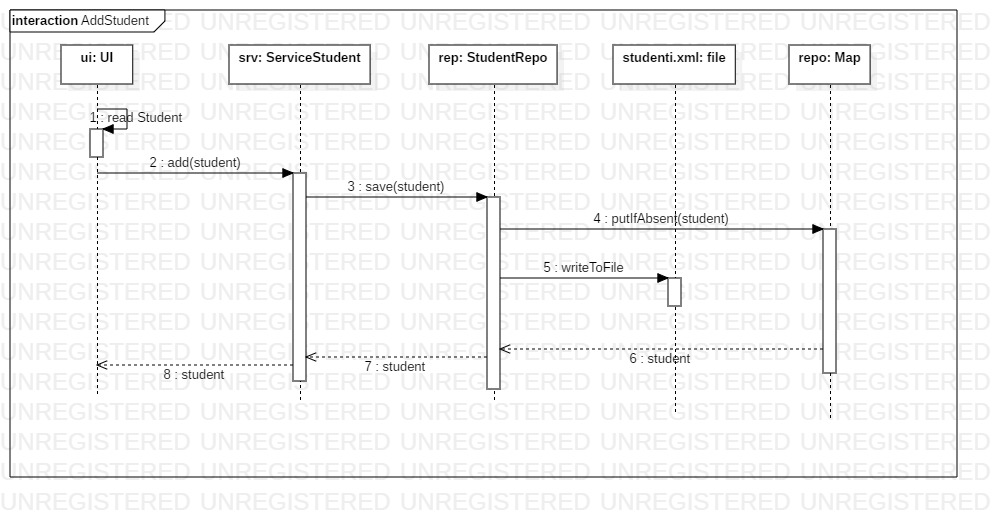 interaction AddStudent
ui: UI
srv: ServiceStudent
rep: StudentRepo
studenti.xml: file
repo: Map
1 : read Student
2 : add(student)
3 : save(student)
4 : putIfAbsent(student)
5 : writeToFile
6 : student
7 : student
8 : student
UNREGISTERED UNREGISTERED UNREGISTERED UNREGISTERED UNREGISTERED